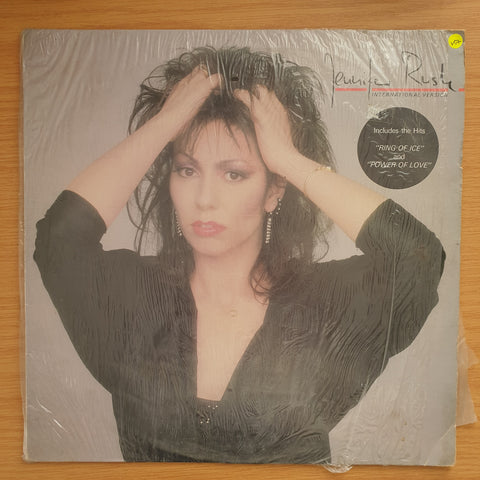 Jennifer Rush
INTERNATIONAL VERSION
Includes the Hits
"RING OF ICE"
and
"POWER OF LOVE"